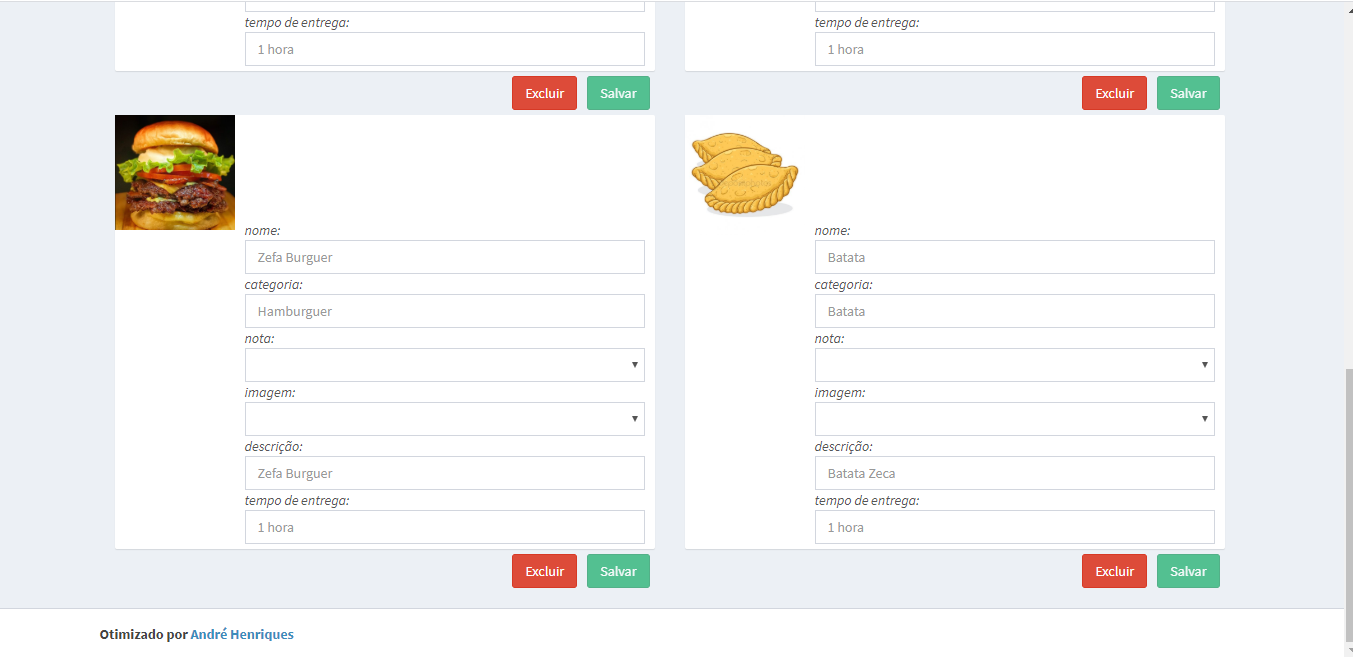 tempo de entrega:
1 hora
tempo de entrega:
1 hora
Excluir Salvar
Excluir Salvar
nome:
Zefa Burguer
categoria:
Hamburguer
nota:
imagem:
descrição:
Zefa Burguer
tempo de entrega:
1 hora
Excluir Salvar
nome:
Batata
categoria:
Batata
nota:
imagem:
descrição:
Batata Zeca
tempo de entrega:
1 hora
Excluir Salvar
Otimizado por André Henriques